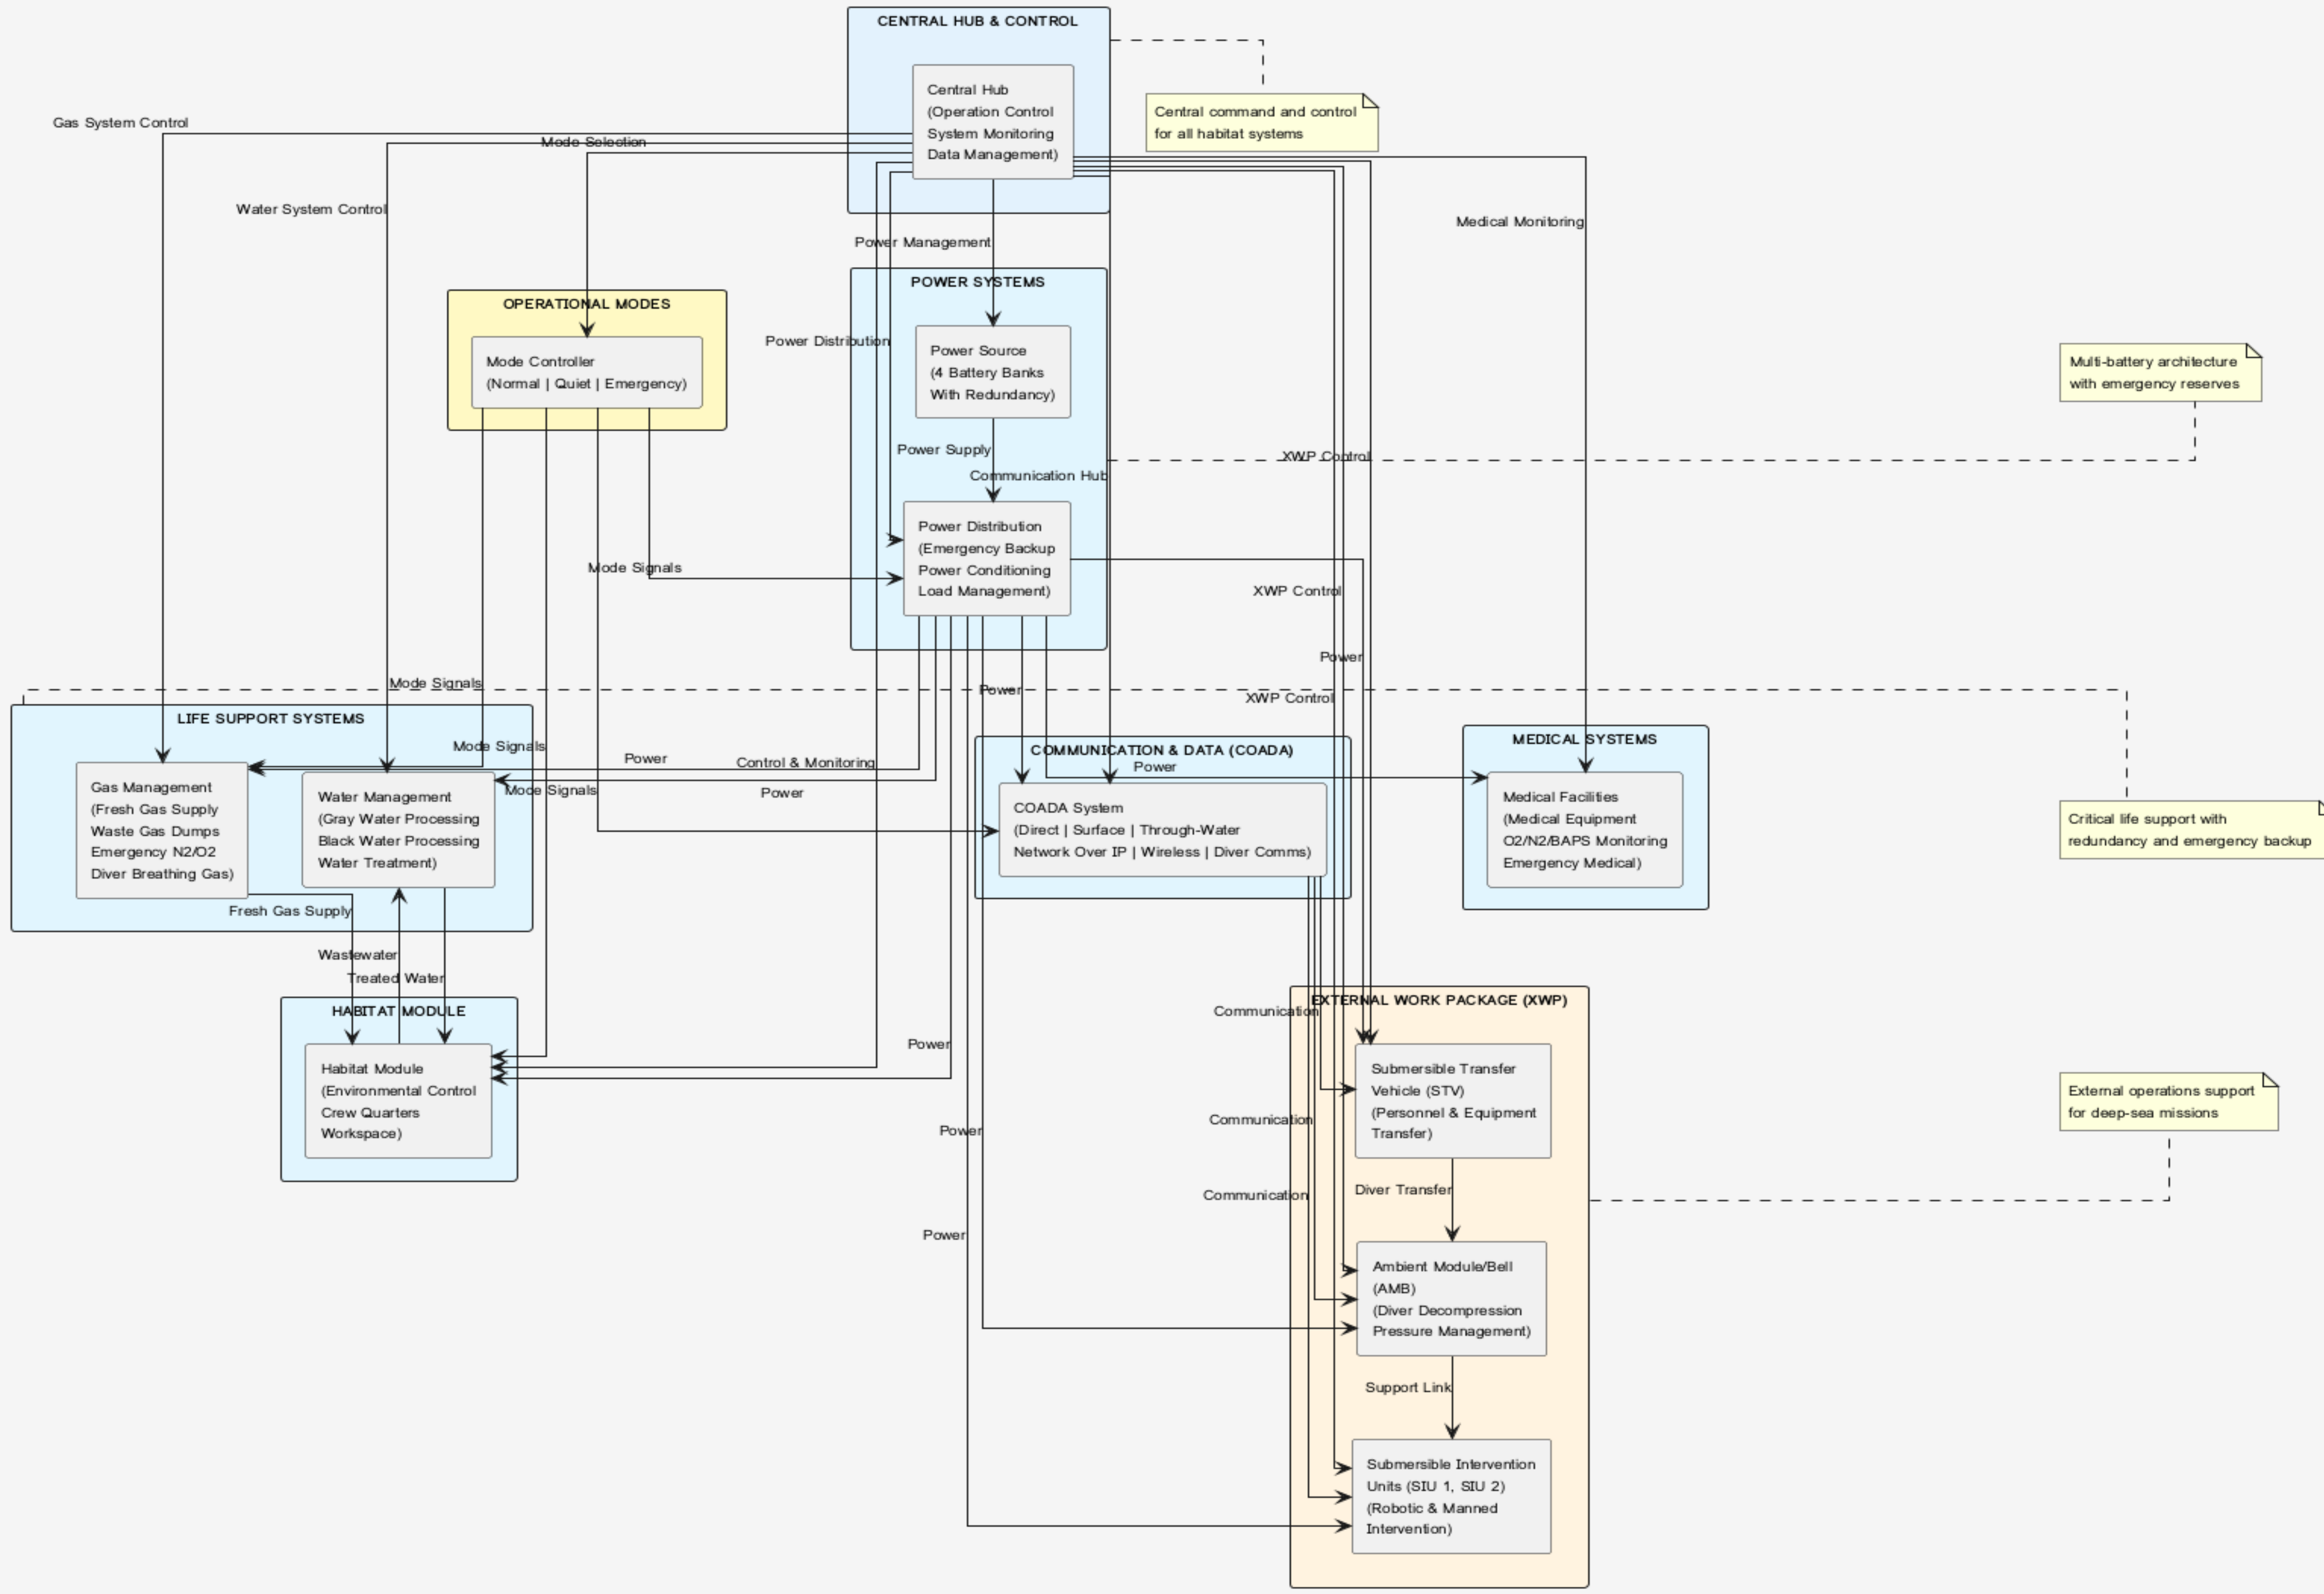 CENTRAL HUB & CONTROL
Central Hub
(Operation Control
System Monitoring
Data Management)
Central command and control
for all habitat systems
Gas System Control
Mode Selection
Water System Control
Medical Monitoring
Power Management
POWER SYSTEMS
OPERATIONAL MODES
Power Distribution
Mode Controller
(Normal | Quiet | Emergency)
Power Source
(4 Battery Banks
With Redundancy)
Multi-battery architecture
with emergency reserves
Power Supply
XWP Control
Communication Hub
Power Distribution
(Emergency Backup
Power Conditioning
Load Management)
Mode Signals
XWP Control
Power
Mode Signals
Power
XWP Control
LIFE SUPPORT SYSTEMS
Mode Signals
Power
Control & Monitoring
COMMUNICATION & DATA (COADA)
Power
MEDICAL SYSTEMS
Gas Management
(Fresh Gas Supply
Waste Gas Dumps
Emergency N2/O2
Diver Breathing Gas)
Water Management
(Gray Water Processing
Black Water Processing
Water Treatment)
Mode Signals
Power
COADA System
(Direct | Surface | Through-Water
Network Over IP | Wireless | Diver Comms)
Medical Facilities
(Medical Equipment
O2/N2/BAPS Monitoring
Emergency Medical)
Critical life support with
redundancy and emergency backup
Fresh Gas Supply
Wastewater
Treated Water
HABITAT MODULE
Habitat Module
(Environmental Control
Crew Quarters
Workspace)
Power
EXTERNAL WORK PACKAGE (XWP)
Communication
Submersible Transfer
Vehicle (STV)
(Personnel & Equipment
Transfer)
External operations support
for deep-sea missions
Communication
Power
Communication
Diver Transfer
Power
Ambient Module/Bell
(AMB)
(Diver Decompression
Pressure Management)
Support Link
Submersible Intervention
Units (SIU 1, SIU 2)
(Robotic & Manned
Intervention)